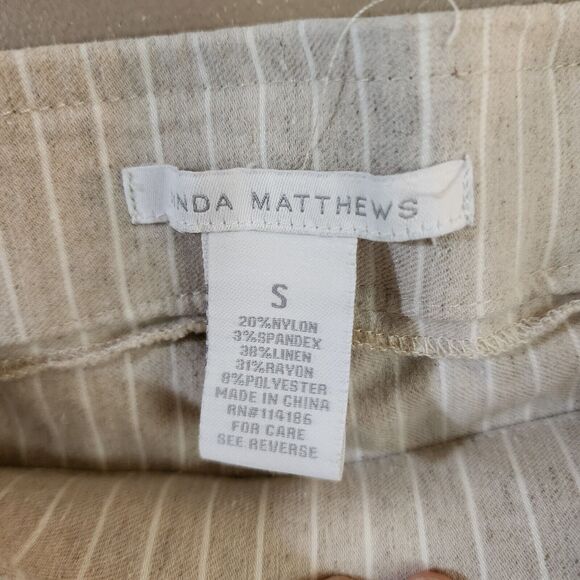 NDA MATTHEWS
S
20%NYLON
3%SPANDEX
38%LINEN
31%RAYON
8%POLYESTER
MADE IN CHINA
RN#114186
FOR CARE
SEE REVERSE